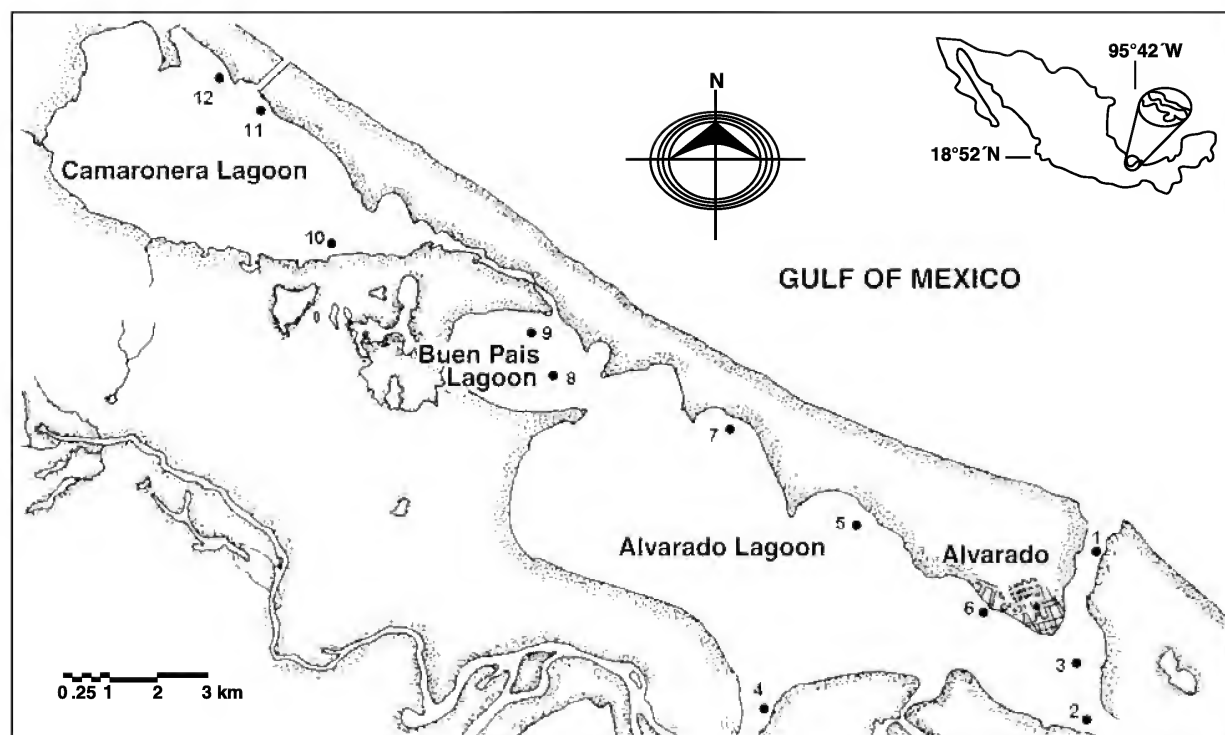 N
95°42´W
18°52´N
12
11
Camaronera Lagoon
10
GULF OF MEXICO
9
Buen Pais
Lagoon
8
7
5
Alvarado Lagoon
Alvarado
1
6
3
4
2
0 .25 1 2 3 km